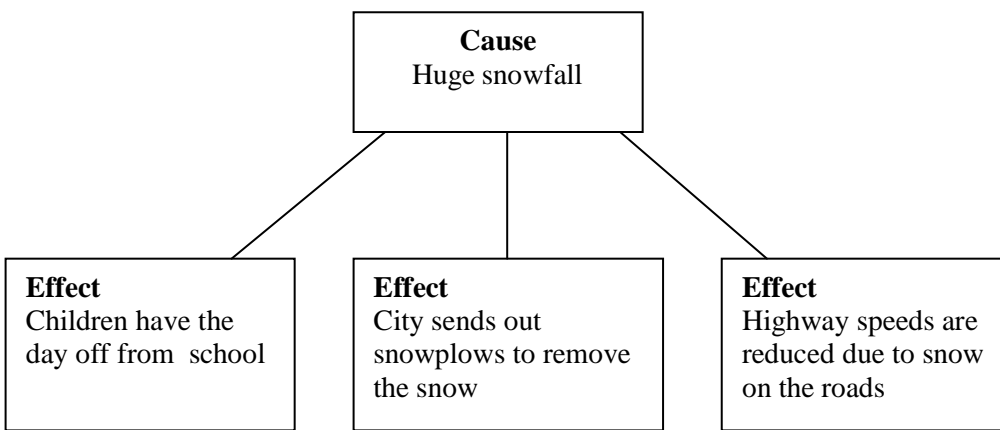 Cause
Huge snowfall
Effect
Children have the
day off from  school
Effect
City sends out
snowplows to remove
the snow
Effect
Highway speeds are
reduced due to snow
on the roads